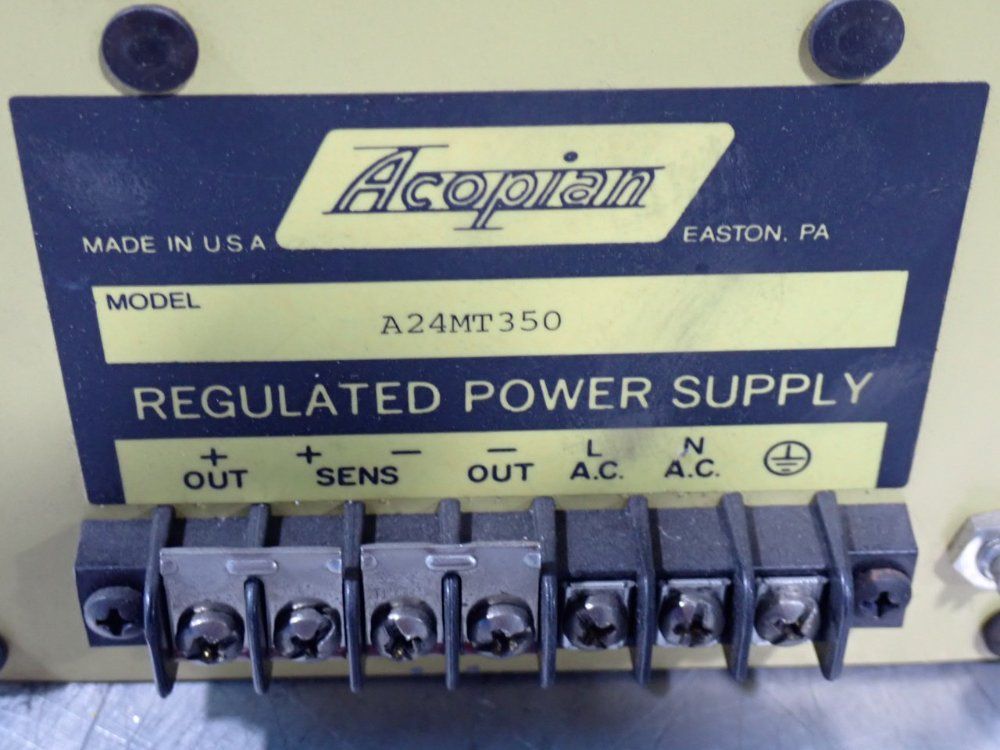 Acopian
MADE IN U.S.A.
EASTON, PA
MODEL
A24MT350
REGULATED POWER SUPPLY
+ + − − L N
OUT SENS OUT A.C. A.C.